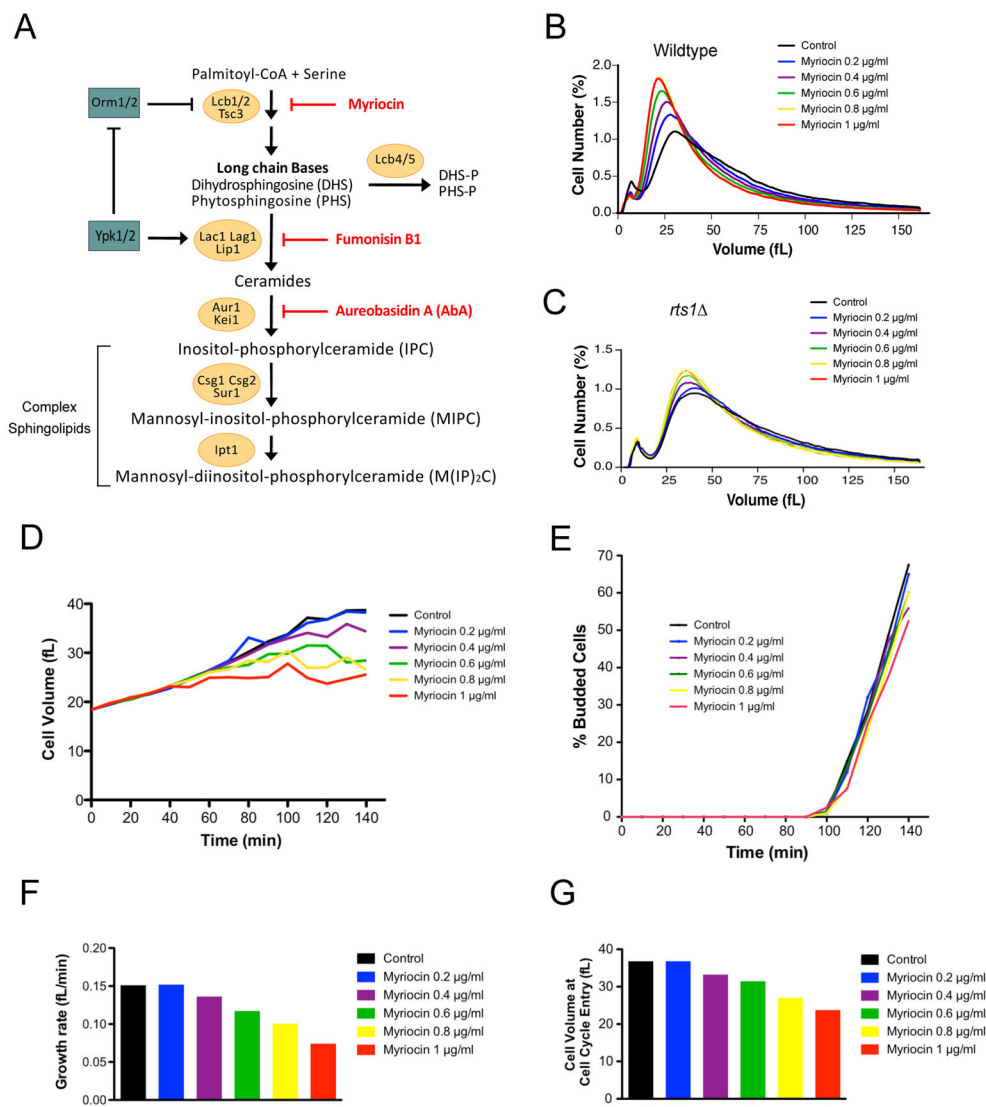 A
Palmitoyl-CoA + Serine
Orm1/2
Lcb1/2
Tsc3
Myriocin
Long chain Bases
Dihydrosphingosine (DHS)
Phytosphingosine (PHS)
Lcb4/5
DHS-P
PHS-P
Ypk1/2
Lac1 Lag1
Lip1
Fumonisin B1
Ceramides
Aur1
Kei1
Aureobasidin A (AbA)
Inositol-phosphorylceramide (IPC)
Complex
Sphingolipids
Csg1 Csg2
Sur1
Mannosyl-inositol-phosphorylceramide (MIPC)
Ipt1
Mannosyl-diinositol-phosphorylceramide (M(IP)₂C)
B
Wildtype
Control
Myriocin 0.2 µg/ml
Myriocin 0.4 µg/ml
Myriocin 0.6 µg/ml
Myriocin 0.8 µg/ml
Myriocin 1 µg/ml
Cell Number (%)
2.0
1.5
1.0
0.5
0.0
0 25 50 75 100 125 150
Volume (fL)
C
rts1Δ
Control
Myriocin 0.2 µg/ml
Myriocin 0.4 µg/ml
Myriocin 0.6 µg/ml
Myriocin 0.8 µg/ml
Myriocin 1 µg/ml
Cell Number (%)
1.5
1.0
0.5
0.0
0 25 50 75 100 125 150
Volume (fL)
D
Cell Volume (fL)
40
30
20
10
0
0 20 40 60 80 100 120 140
Time (min)
Control
Myriocin 0.2 µg/ml
Myriocin 0.4 µg/ml
Myriocin 0.6 µg/ml
Myriocin 0.8 µg/ml
Myriocin 1 µg/ml
E
% Budded Cells
70
60
50
40
30
20
10
0
0 20 40 60 80 100 120 140
Time (min)
Control
Myriocin 0.2 µg/ml
Myriocin 0.4 µg/ml
Myriocin 0.6 µg/ml
Myriocin 0.8 µg/ml
Myriocin 1 µg/ml
F
Growth rate (fL/min)
0.20
0.15
0.10
0.05
0.00
Control
Myriocin 0.2 µg/ml
Myriocin 0.4 µg/ml
Myriocin 0.6 µg/ml
Myriocin 0.8 µg/ml
Myriocin 1 µg/ml
G
Cell Volume at
Cell Cycle Entry (fL)
40
30
20
10
0
Control
Myriocin 0.2 µg/ml
Myriocin 0.4 µg/ml
Myriocin 0.6 µg/ml
Myriocin 0.8 µg/ml
Myriocin 1 µg/ml